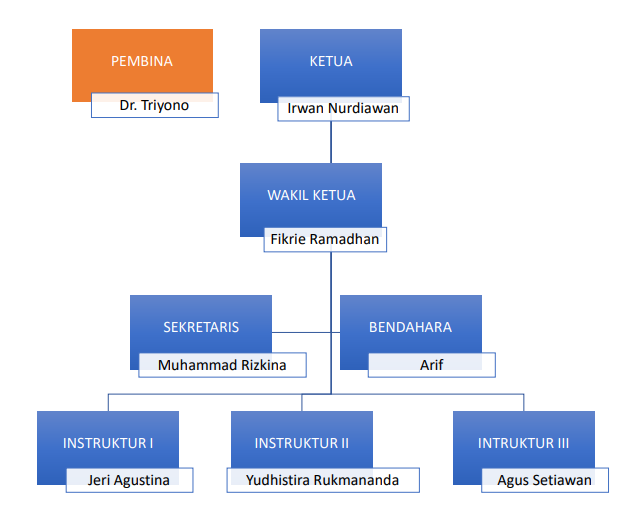 PEMBINA
Dr. Triyono
KETUA
Irwan Nurdiawan
WAKIL KETUA
Fikrie Ramadhan
SEKRETARIS
Muhammad Rizkina
BENDAHARA
Arif
INSTRUKTUR I
Jeri Agustina
INSTRUKTUR II
Yudhistira Rukmananda
INTRUKTUR III
Agus Setiawan